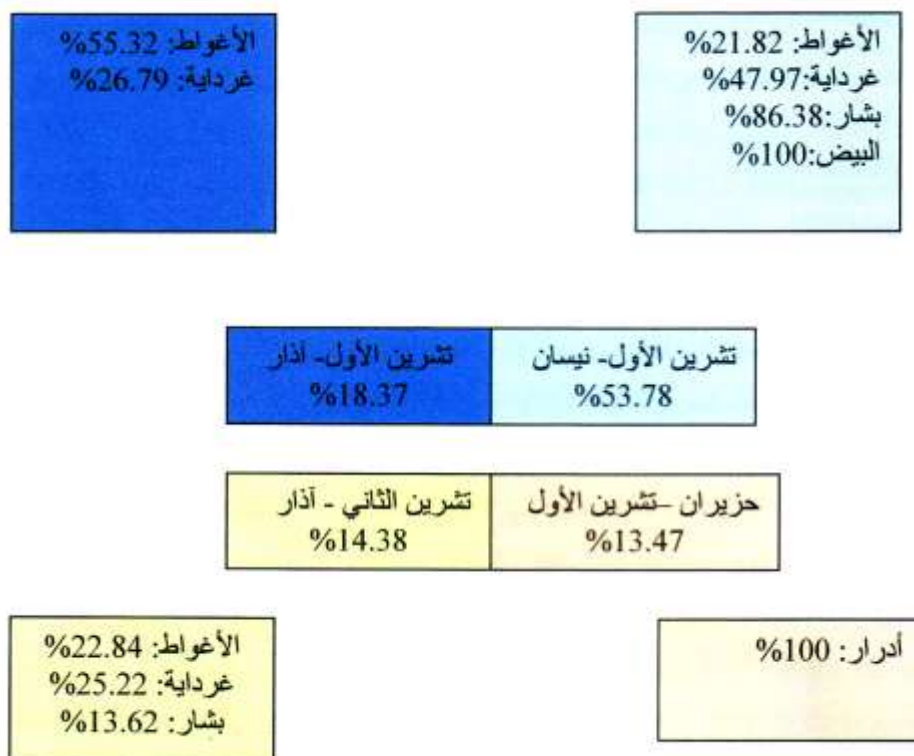 الأغواط: 21.82%
غرداية:47.97%
بشار:86.38%
البيض:100%
الأغواط: 55.32%
غرداية: 26.79%
تشرين الأول- نيسان
53.78%
تشرين الأول- أذار
18.37%
حزيران –تشرين الأول
13.47%
تشرين الثاني - آذار
14.38%
أدرار: 100%
الأغواط: 22.84%
غرداية: 25.22%
بشار: 13.62%